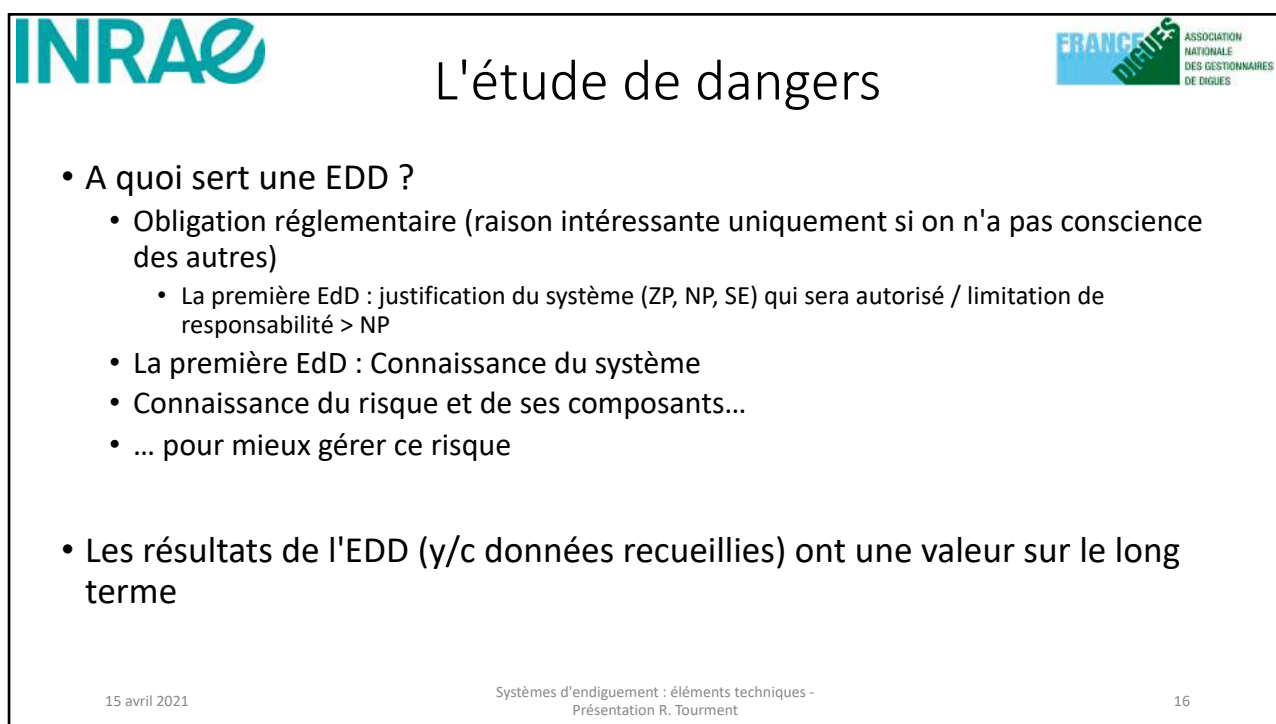 INRAE
L'étude de dangers
FRANCE DIGUES
ASSOCIATION
NATIONALE
DES GESTIONNAIRES
DE DIGUES
• A quoi sert une EDD ?
• Obligation réglementaire (raison intéressante uniquement si on n'a pas conscience
des autres)
• La première EdD : justification du système (ZP, NP, SE) qui sera autorisé / limitation de
responsabilité > NP
• La première EdD : Connaissance du système
• Connaissance du risque et de ses composants…
• … pour mieux gérer ce risque
• Les résultats de l'EDD (y/c données recueillies) ont une valeur sur le long
terme
15 avril 2021
Systèmes d'endiguement : éléments techniques -
Présentation R. Tourment
16